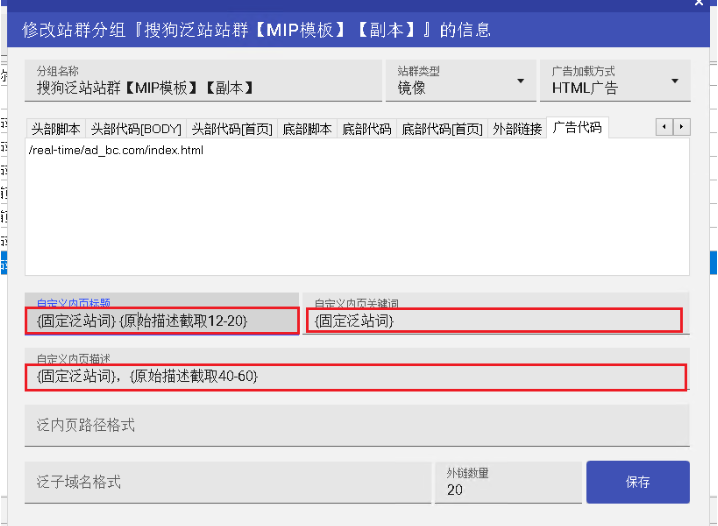 修改站群分组『搜狗泛站站群【MIP模板】【副本】』的信息
分组名称
搜狗泛站站群【MIP模板】【副本】
站群类型
镜像
广告加载方式
HTML广告
头部脚本 头部代码[BODY] 头部代码[首页] 底部脚本 底部代码 底部代码[首页] 外部链接 广告代码
/real-time/ad_bc.com/index.html
自定义内页标题
{固定泛站词} {原始描述截取12-20}
自定义内页关键词
{固定泛站词}
自定义内页描述
{固定泛站词}，{原始描述截取40-60}
泛内页路径格式
泛子域名格式
外链数量
20
保存